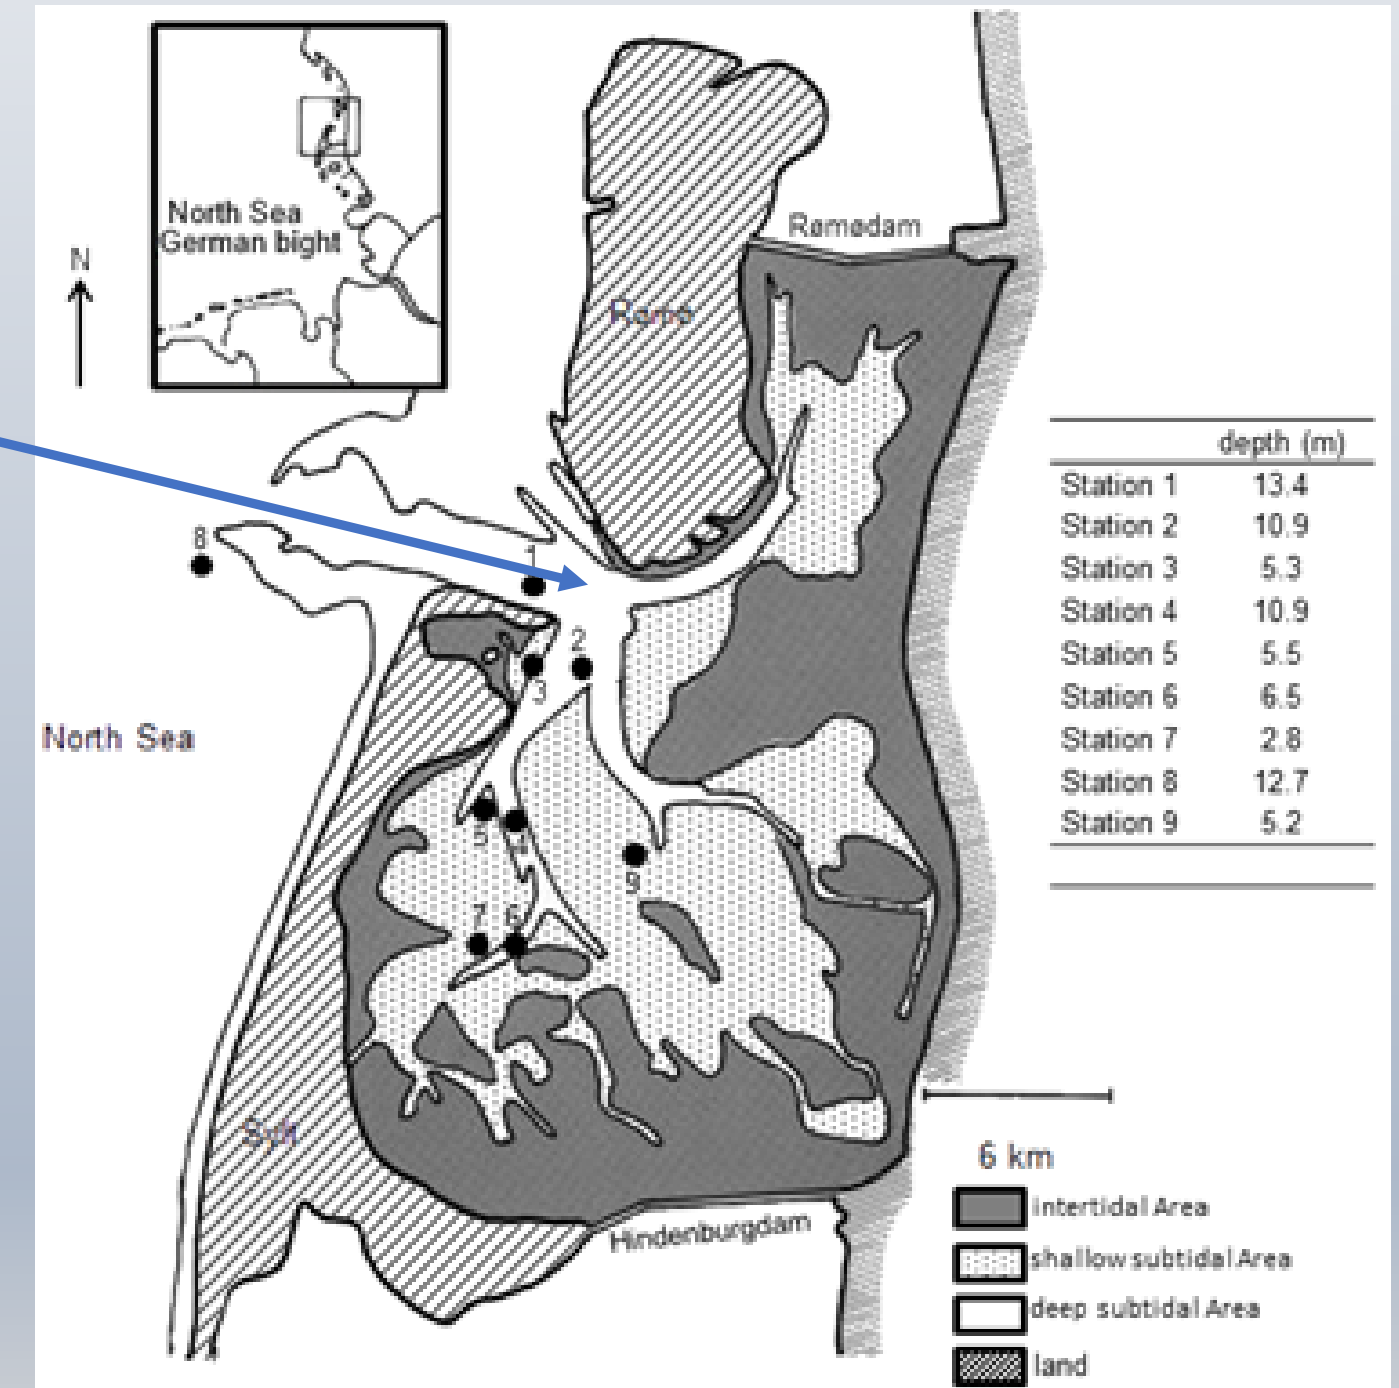 North Sea
German bight
N
Rømødam
Rømø
8
1
2
3
North Sea
5
4
9
7
6
Sylt
Hindenburgdam
depth (m)
Station 1 13.4
Station 2 10.9
Station 3 5.3
Station 4 10.9
Station 5 5.5
Station 6 6.5
Station 7 2.8
Station 8 12.7
Station 9 5.2
6 km
intertidal Area
shallow subtidal Area
deep subtidal Area
land